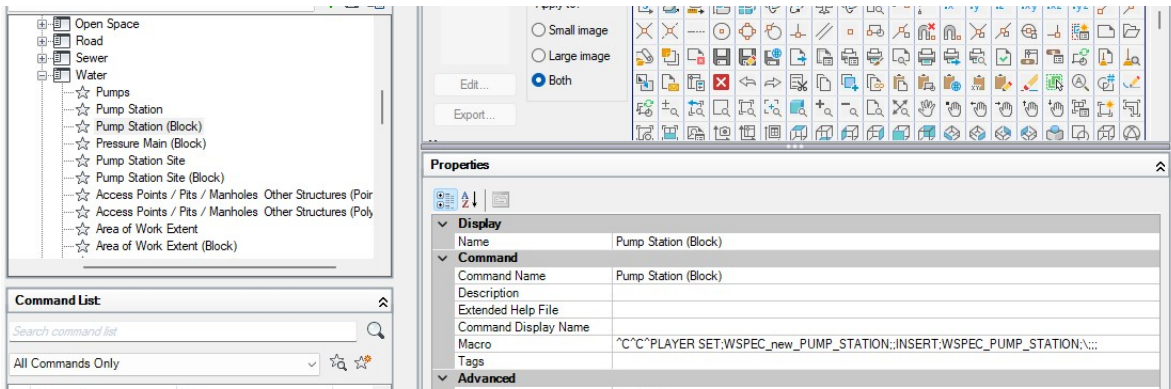 Open Space
Road
Sewer
Water
Pumps
Pump Station
Pump Station (Block)
Pressure Main (Block)
Pump Station Site
Pump Station Site (Block)
Access Points / Pits / Manholes Other Structures (Poin
Access Points / Pits / Manholes Other Structures (Poly
Area of Work Extent
Area of Work Extent (Block)
Command List:
Search command list
All Commands Only
Small image
Large image
Both
Edit...
Export...
Properties
Display
Name Pump Station (Block)
Command
Command Name Pump Station (Block)
Description
Extended Help File
Command Display Name
Macro ^C^C^PLAYER SET;WSPEC_new_PUMP_STATION;;INSERT;WSPEC_PUMP_STATION;\;;;
Tags
Advanced